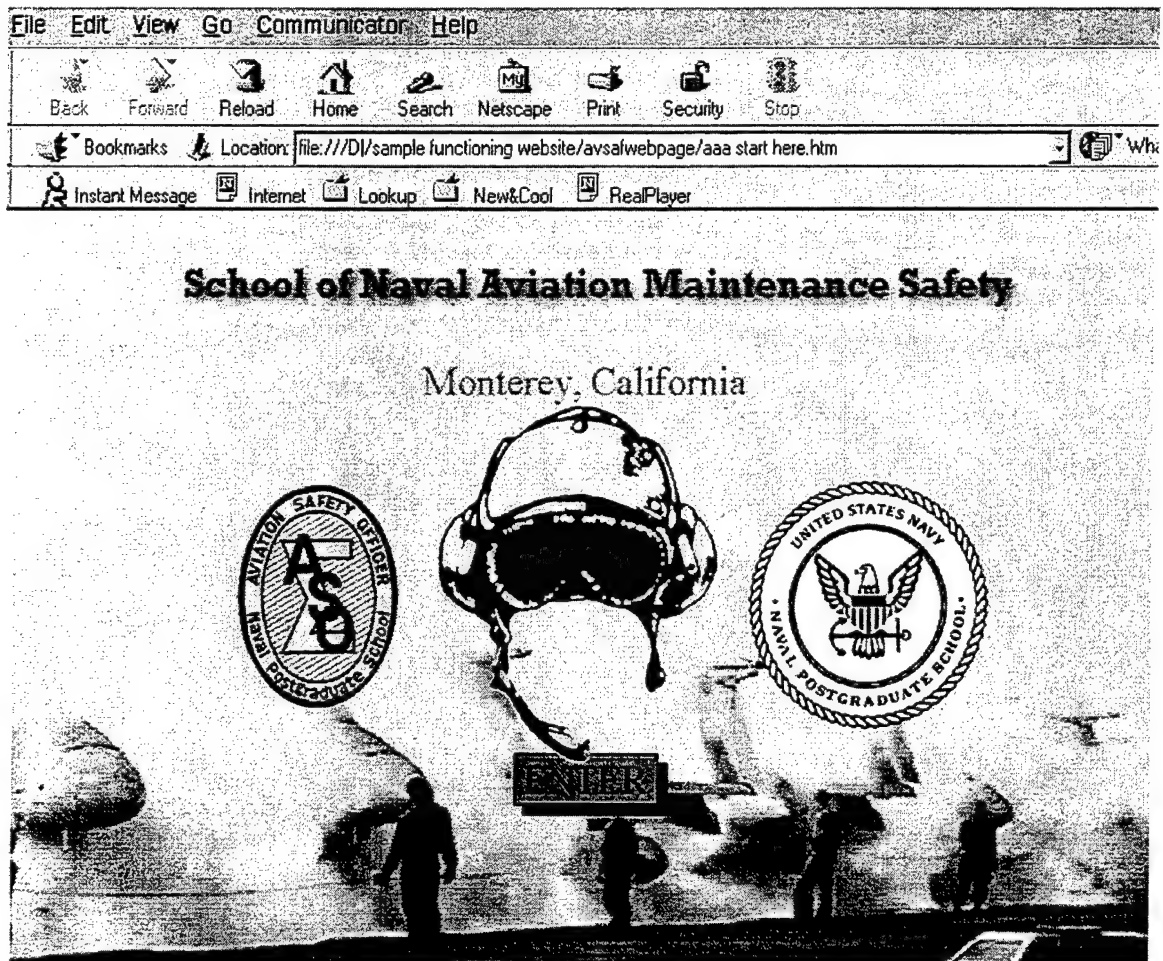 File Edit View Go Communicator Help
My
Back Forward Reload Home Search Netscape Print Security Stop
Bookmarks Location: file:///D|/sample functioning website/avsafwebpage/aaa start here.htm Wha
Instant Message Internet Lookup New&Cool RealPlayer
School of Naval Aviation Maintenance Safety
Monterey, California
AVIATION SAFETY OFFICER
ASO
Naval Postgraduate School
UNITED STATES NAVY
• NAVAL POSTGRADUATE SCHOOL •
ENTER